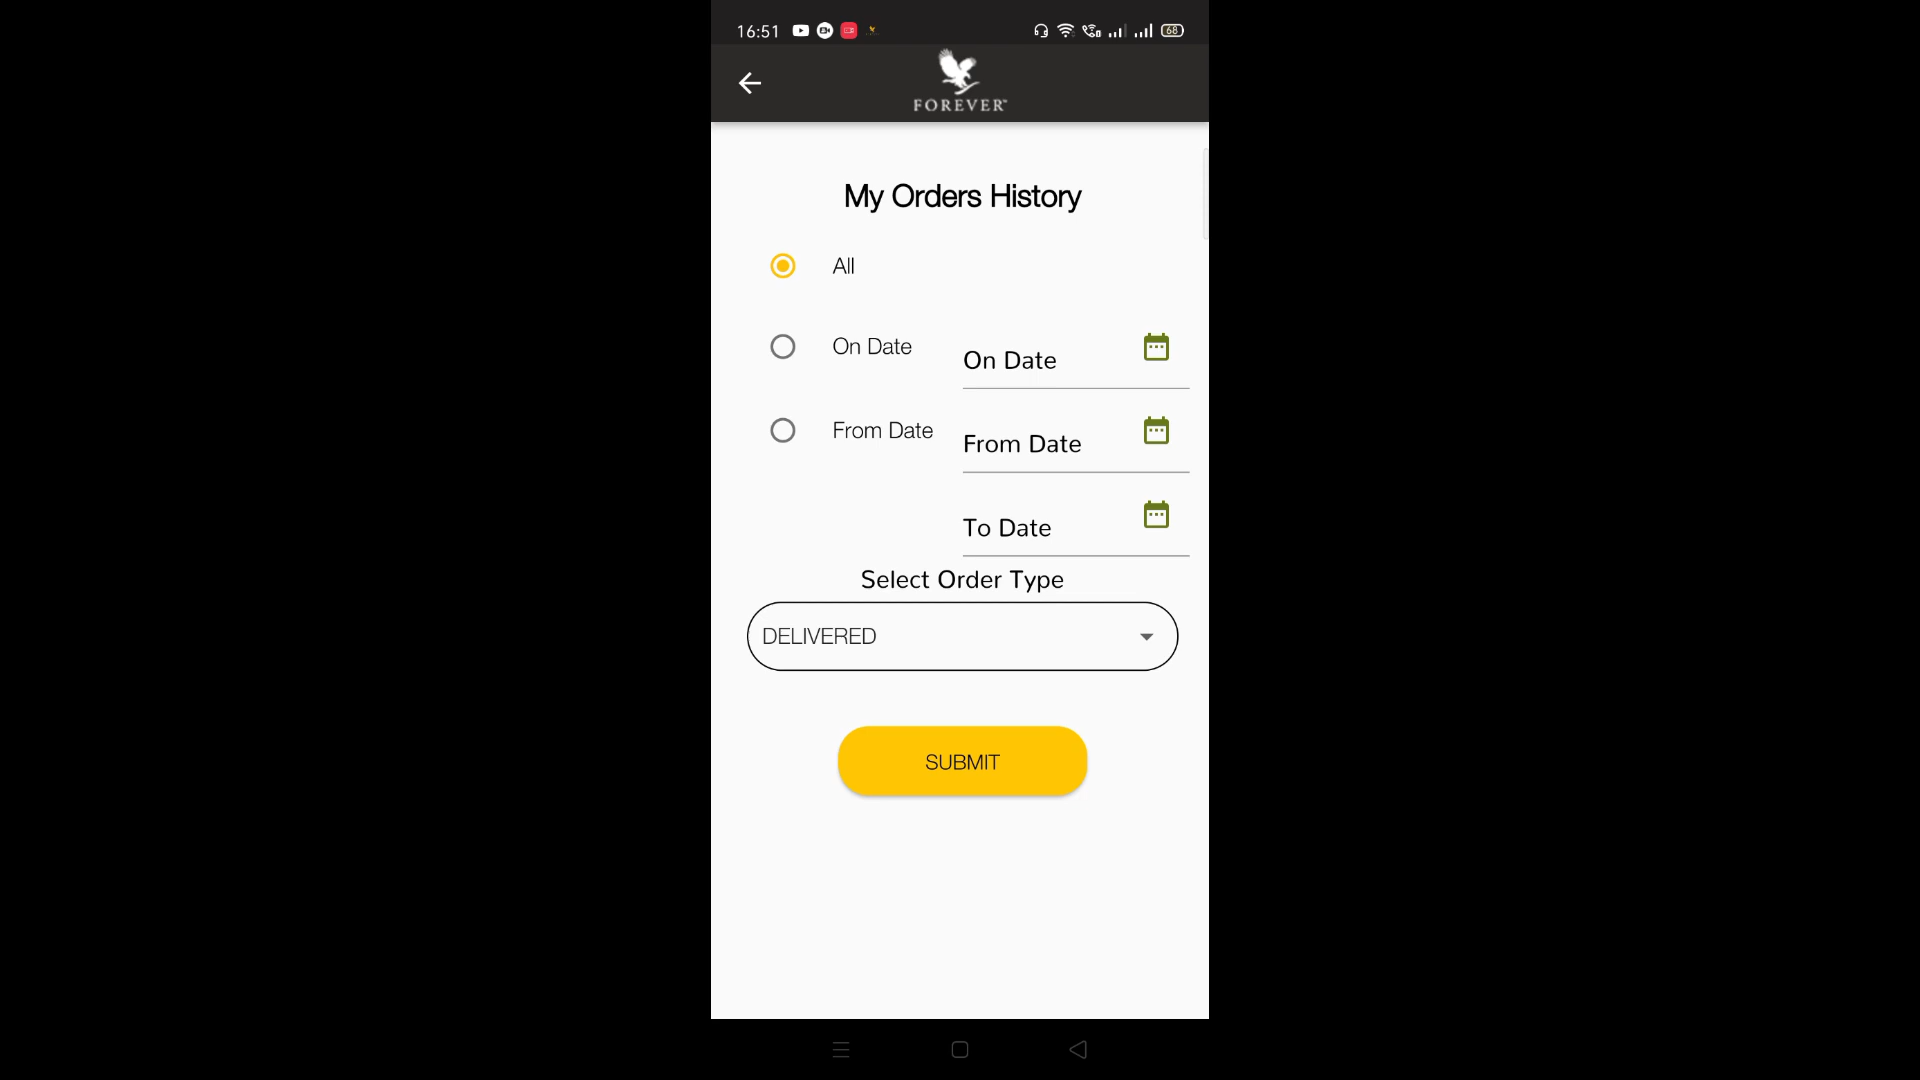 16:51
68
FOREVER
My Orders History
All
On Date
On Date
From Date
From Date
To Date
Select Order Type
DELIVERED
SUBMIT